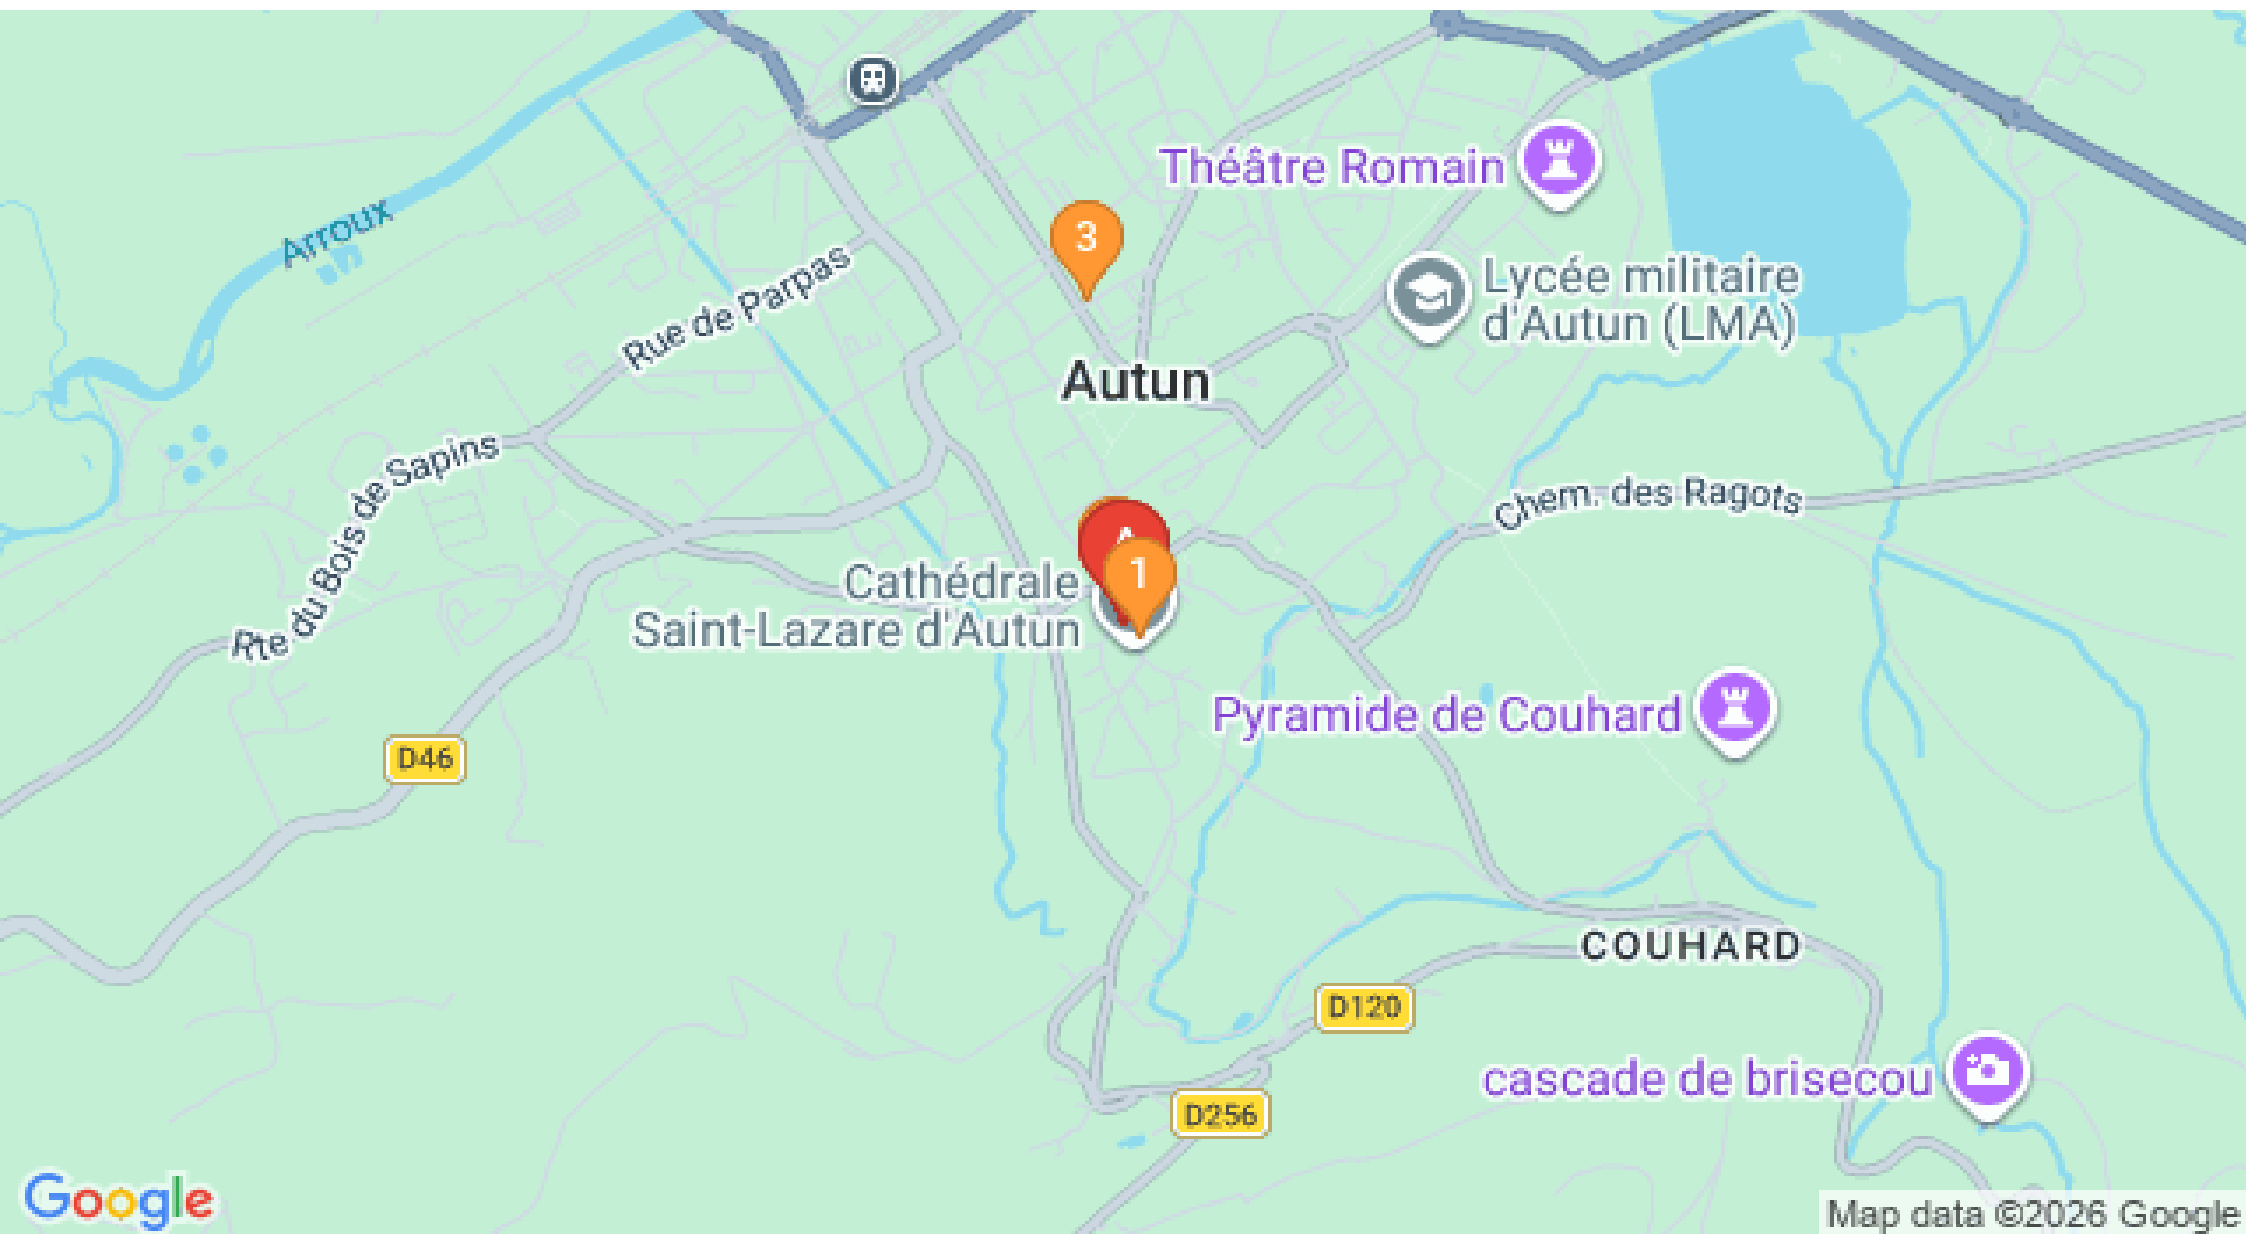 Théâtre Romain
Arroux
3
Lycée militaire
d'Autun (LMA)
Rue de Parpas
Autun
Rte du Bois de Sapins
Chem. des Ragots
1
Cathédrale
Saint-Lazare d'Autun
Pyramide de Couhard
D46
COUHARD
D120
cascade de brisecou
D256
Google
Map data ©2026 Google